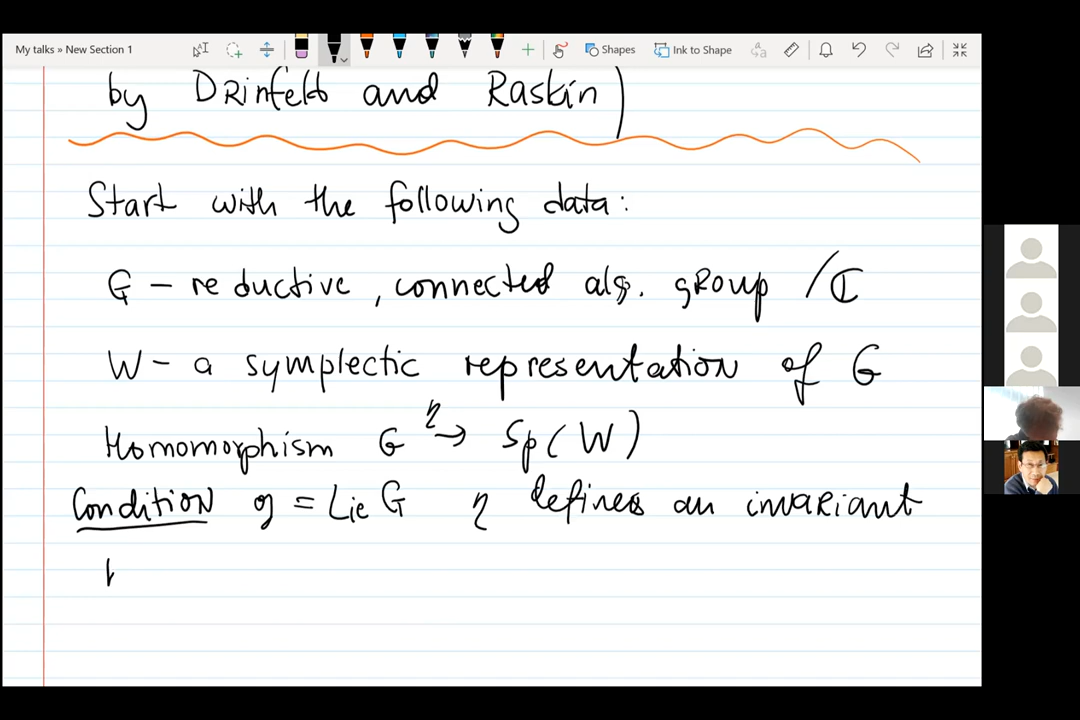 My talks » New Section 1
Shapes
Ink to Shape
by Drinfeld and Raskin)
Start with the following data:
G - reductive, connected alg. group / ℂ
W - a symplectic representation of G
Homomorphism G η→ Sp(W)
Condition 𝔤 = Lie G η defines an invariant